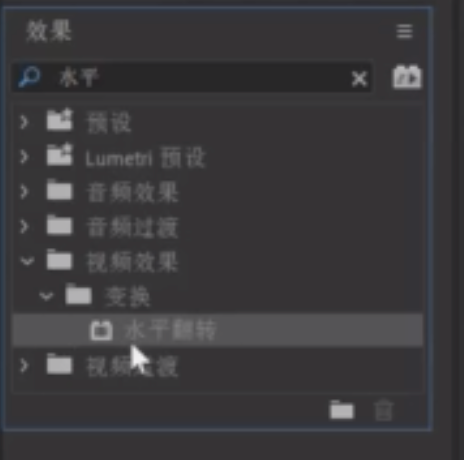 效果
水平
预设
Lumetri 预设
音频效果
音频过渡
视频效果
变换
水平翻转
视频过渡